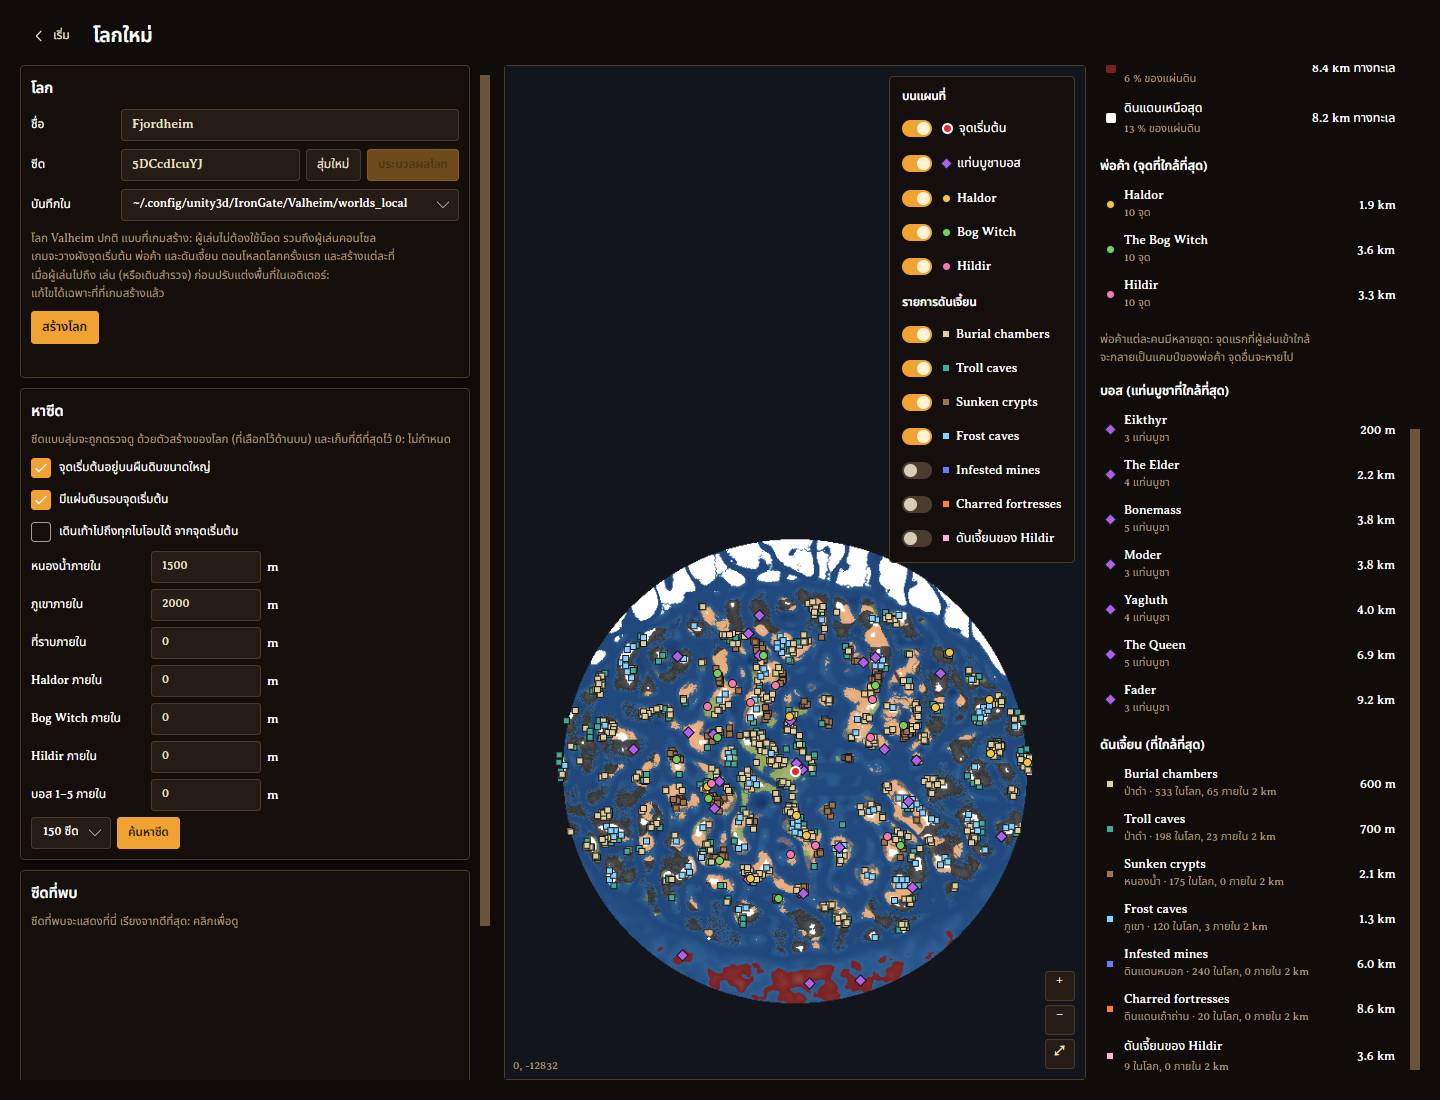 เริ่ม
โลกใหม่
โลก
ชื่อ
Fjordheim
ซีด
5DCcdIcuYJ
สุ่มใหม่
ประมวลผลโลก
บันทึกใน
~/.config/unity3d/IronGate/Valheim/worlds_local
โลก Valheim ปกติ แบบที่เกมสร้าง: ผู้เล่นไม่ต้องใช้ม็อด รวมถึงผู้เล่นคอนโซล
เกมจะวางผังจุดเริ่มต้น พ่อค้า และดันเจี้ยน ตอนโหลดโลกครั้งแรก และสร้างแต่ละที่
เมื่อผู้เล่นไปถึง เล่น (หรือเดินสำรวจ) ก่อนปรับแต่งพื้นที่ในเอดิเตอร์:
แก้ไขได้เฉพาะที่ที่เกมสร้างแล้ว
สร้างโลก
หาซีด
ซีดแบบสุ่มจะถูกตรวจดู ด้วยตัวสร้างของโลก (ที่เลือกไว้ด้านบน) และเก็บที่ดีที่สุดไว้ 0: ไม่กำหนด
จุดเริ่มต้นอยู่บนผืนดินขนาดใหญ่
มีแผ่นดินรอบจุดเริ่มต้น
เดินเท้าไปถึงทุกไบโอมได้ จากจุดเริ่มต้น
หนองน้ำภายใน
1500
m
ภูเขาภายใน
2000
m
ที่ราบภายใน
0
m
Haldor ภายใน
0
m
Bog Witch ภายใน
0
m
Hildir ภายใน
0
m
บอส 1–5 ภายใน
0
m
150 ซีด
ค้นหาซีด
ซีดที่พบ
ซีดที่พบจะแสดงที่นี่ เรียงจากดีที่สุด: คลิกเพื่อดู
บนแผนที่
จุดเริ่มต้น
แท่นบูชาบอส
Haldor
Bog Witch
Hildir
รายการดันเจี้ยน
Burial chambers
Troll caves
Sunken crypts
Frost caves
Infested mines
Charred fortresses
ดันเจี้ยนของ Hildir
+
−
0, -12832
8.4 km ทางทะเล
6 % ของแผ่นดิน
ดินแดนเหนือสุด
8.2 km ทางทะเล
13 % ของแผ่นดิน
พ่อค้า (จุดที่ใกล้ที่สุด)
Haldor
1.9 km
10 จุด
The Bog Witch
3.6 km
10 จุด
Hildir
3.3 km
10 จุด
พ่อค้าแต่ละคนมีหลายจุด: จุดแรกที่ผู้เล่นเข้าใกล้
จะกลายเป็นแคมป์ของพ่อค้า จุดอื่นจะหายไป
บอส (แท่นบูชาที่ใกล้ที่สุด)
Eikthyr
200 m
3 แท่นบูชา
The Elder
2.2 km
4 แท่นบูชา
Bonemass
3.8 km
5 แท่นบูชา
Moder
3.8 km
3 แท่นบูชา
Yagluth
4.0 km
4 แท่นบูชา
The Queen
6.9 km
5 แท่นบูชา
Fader
9.2 km
3 แท่นบูชา
ดันเจี้ยน (ที่ใกล้ที่สุด)
Burial chambers
600 m
ป่าดำ · 533 ในโลก, 65 ภายใน 2 km
Troll caves
700 m
ป่าดำ · 198 ในโลก, 23 ภายใน 2 km
Sunken crypts
2.1 km
หนองน้ำ · 175 ในโลก, 0 ภายใน 2 km
Frost caves
1.3 km
ภูเขา · 120 ในโลก, 3 ภายใน 2 km
Infested mines
6.0 km
ดินแดนหมอก · 240 ในโลก, 0 ภายใน 2 km
Charred fortresses
8.6 km
ดินแดนเถ้าถ่าน · 20 ในโลก, 0 ภายใน 2 km
ดันเจี้ยนของ Hildir
3.6 km
9 ในโลก, 0 ภายใน 2 km